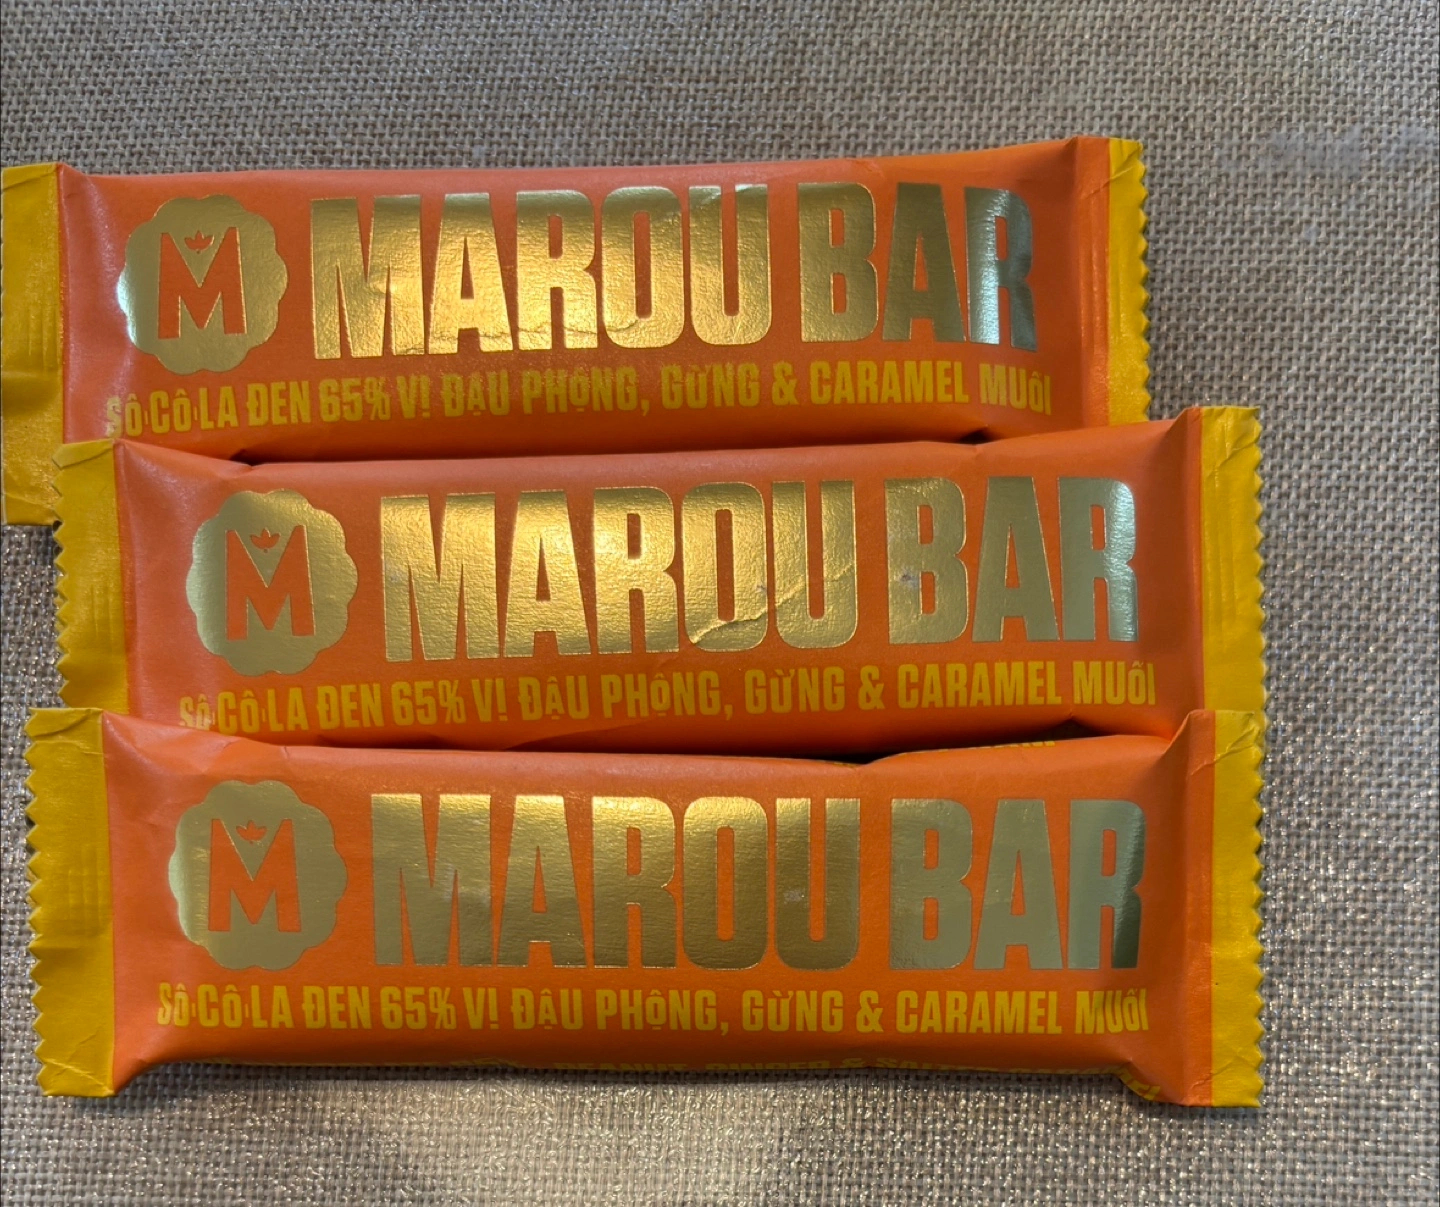 M
MAROU BAR
SÔ·CÔ·LA ĐEN 65% VỊ ĐẬU PHỘNG, GỪNG & CARAMEL MUỐI
M
MAROU BAR
SÔ·CÔ·LA ĐEN 65% VỊ ĐẬU PHỘNG, GỪNG & CARAMEL MUỐI
M
MAROU BAR
SÔ·CÔ·LA ĐEN 65% VỊ ĐẬU PHỘNG, GỪNG & CARAMEL MUỐI
GINGER &